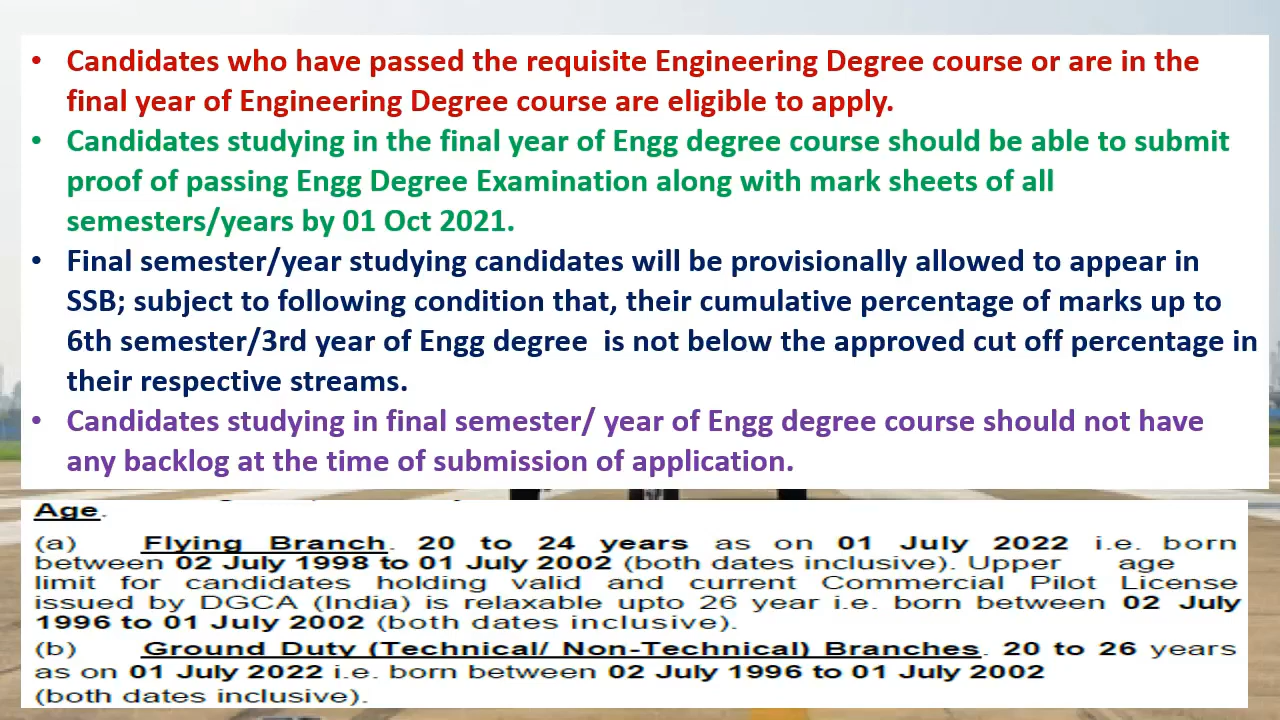 • Candidates who have passed the requisite Engineering Degree course or are in the
final year of Engineering Degree course are eligible to apply.
• Candidates studying in the final year of Engg degree course should be able to submit
proof of passing Engg Degree Examination along with mark sheets of all
semesters/years by 01 Oct 2021.
• Final semester/year studying candidates will be provisionally allowed to appear in
SSB; subject to following condition that, their cumulative percentage of marks up to
6th semester/3rd year of Engg degree is not below the approved cut off percentage in
their respective streams.
• Candidates studying in final semester/ year of Engg degree course should not have
any backlog at the time of submission of application.
Age.
(a) Flying Branch. 20 to 24 years as on 01 July 2022 i.e. born
between 02 July 1998 to 01 July 2002 (both dates inclusive). Upper age
limit for candidates holding valid and current Commercial Pilot License
issued by DGCA (India) is relaxable upto 26 year i.e. born between 02 July
1996 to 01 July 2002 (both dates inclusive).
(b) Ground Duty (Technical/ Non-Technical) Branches. 20 to 26 years
as on 01 July 2022 i.e. born between 02 July 1996 to 01 July 2002
(both dates inclusive).